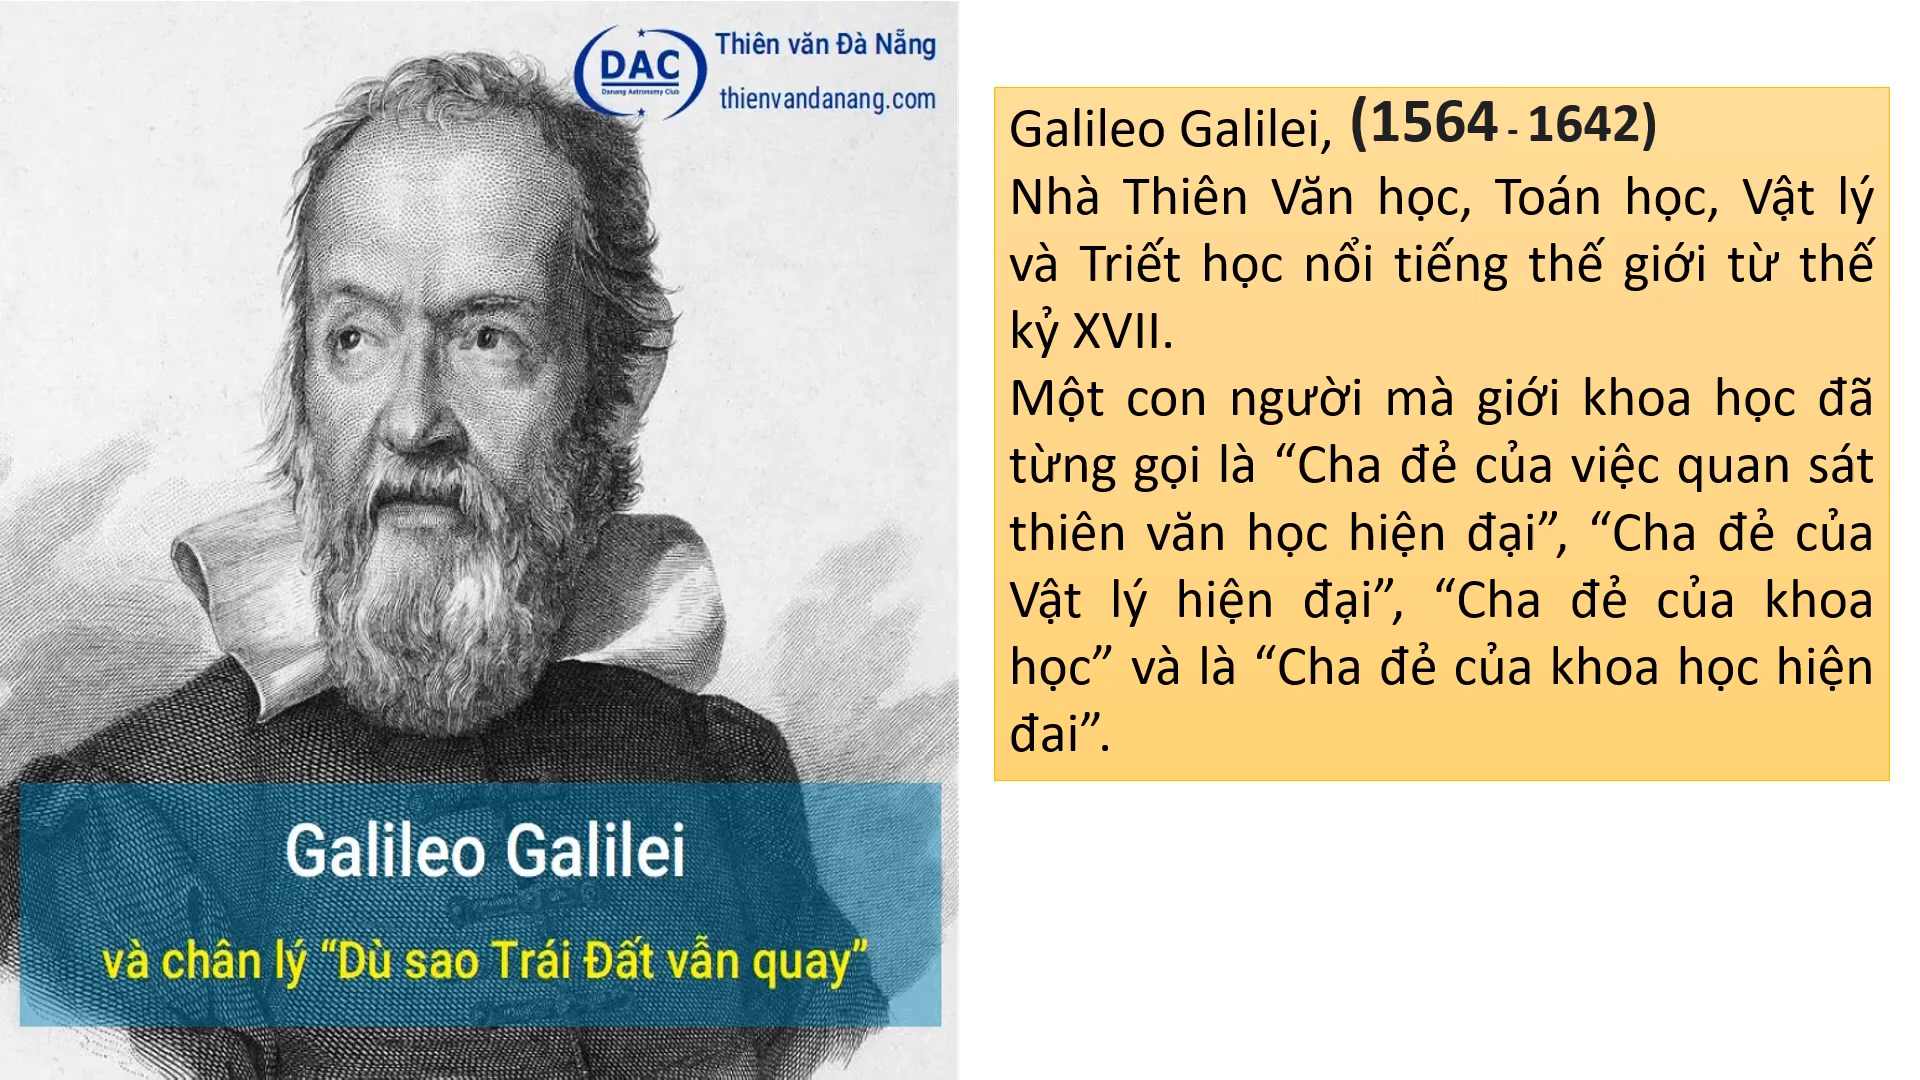 DAC
Danang Astronomy Club
Thiên văn Đà Nẵng
thienvandanang.com
Galileo Galilei
và chân lý “Dù sao Trái Đất vẫn quay”
Galileo Galilei, (1564 - 1642)
Nhà Thiên Văn học, Toán học, Vật lý
và Triết học nổi tiếng thế giới từ thế
kỷ XVII.
Một con người mà giới khoa học đã
từng gọi là “Cha đẻ của việc quan sát
thiên văn học hiện đại”, “Cha đẻ của
Vật lý hiện đại”, “Cha đẻ của khoa
học” và là “Cha đẻ của khoa học hiện
đai”.